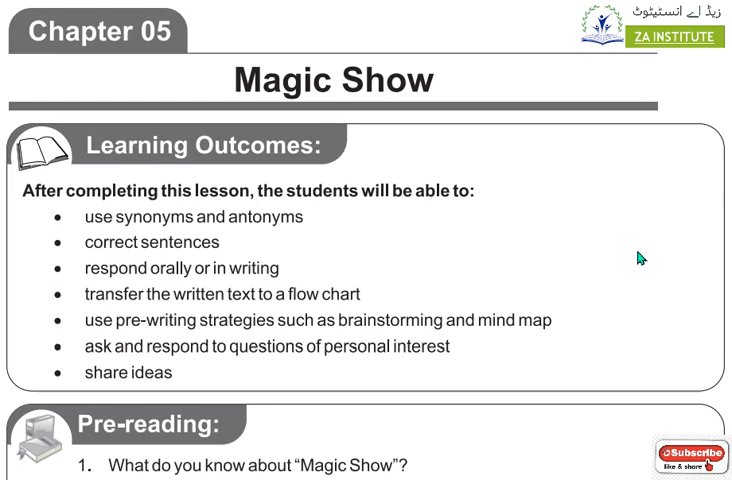 Chapter 05
زیڈ اے انسٹیٹوٹ
ZA INSTITUTE
Magic Show
Learning Outcomes:
After completing this lesson, the students will be able to:
• use synonyms and antonyms
• correct sentences
• respond orally or in writing
• transfer the written text to a flow chart
• use pre-writing strategies such as brainstorming and mind map
• ask and respond to questions of personal interest
• share ideas
Pre-reading:
1. What do you know about “Magic Show”?
Subscribe
like & share